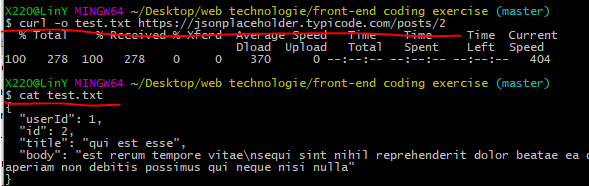 X220@LinY MINGW64 ~/Desktop/web technologie/front-end coding exercise (master)
$ curl -o test.txt https://jsonplaceholder.typicode.com/posts/2
% Total % Received % Xferd Average Speed Time Time Time Current
Dload Upload Total Spent Left Speed
100 278 100 278 0 0 370 0 --:--:-- --:--:-- --:--:-- 404
X220@LinY MINGW64 ~/Desktop/web technologie/front-end coding exercise (master)
$ cat test.txt
{
"userId": 1,
"id": 2,
"title": "qui est esse",
"body": "est rerum tempore vitae\nsequi sint nihil reprehenderit dolor beatae ea
aperiam non debitis possimus qui neque nisi nulla"
}